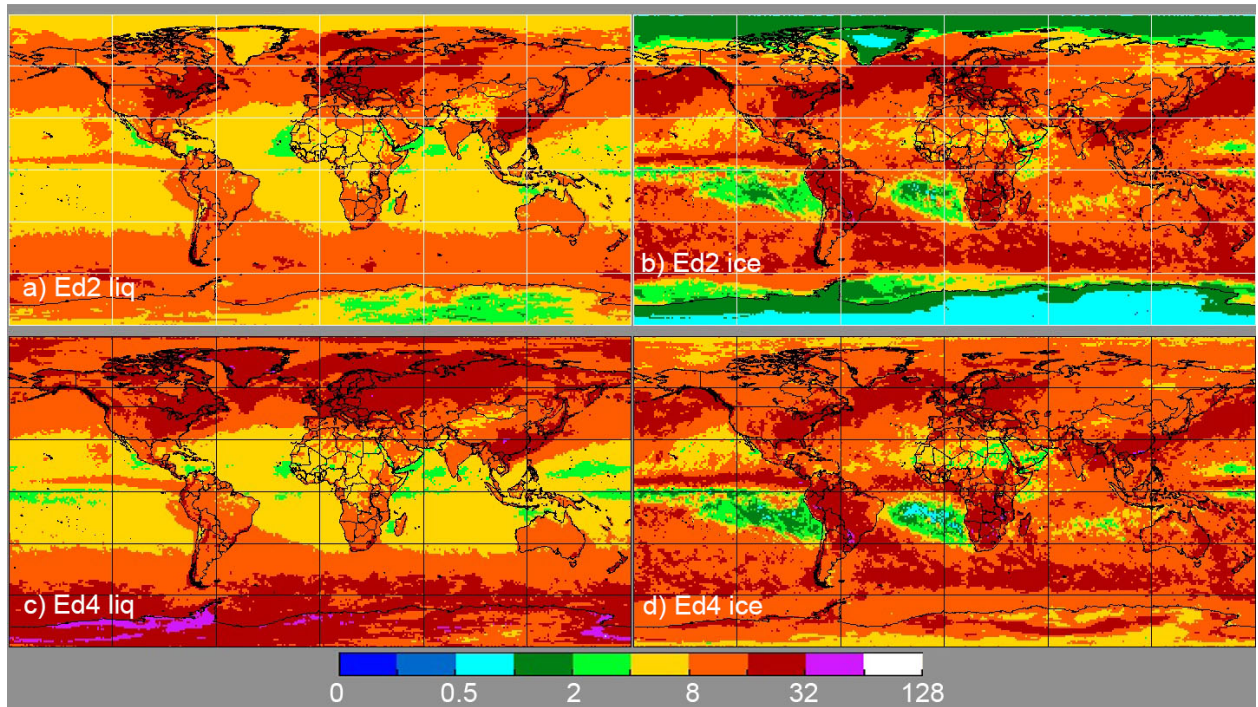 a) Ed2 liq
b) Ed2 ice
c) Ed4 liq
d) Ed4 ice
0 0.5 2 8 32 128